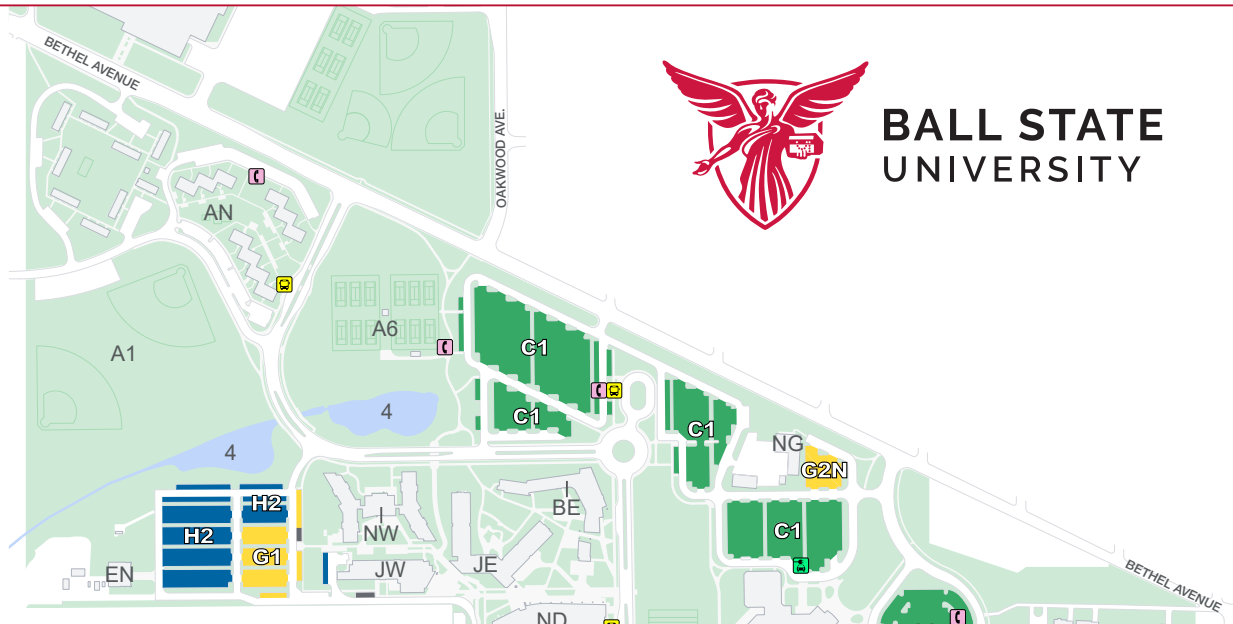 BETHEL AVENUE
OAKWOOD AVE.
BALL STATE
UNIVERSITY
AN
A1
A6
C1
C1
4
4
C1
NG
G2N
H2
H2
G1
NW
BE
JE
JW
EN
C1
ND
BETHEL AVENUE